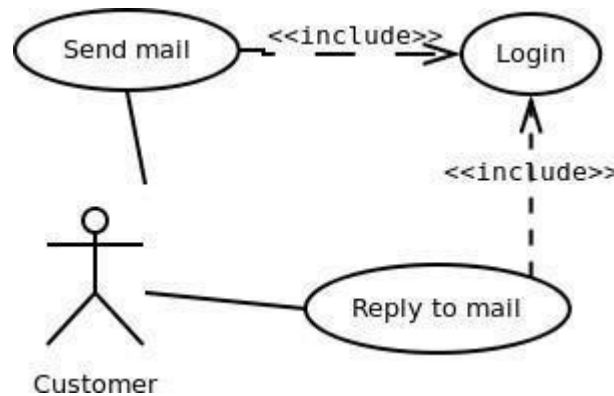 Send mail
<<include>>
Login
<<include>>
Reply to mail
Customer